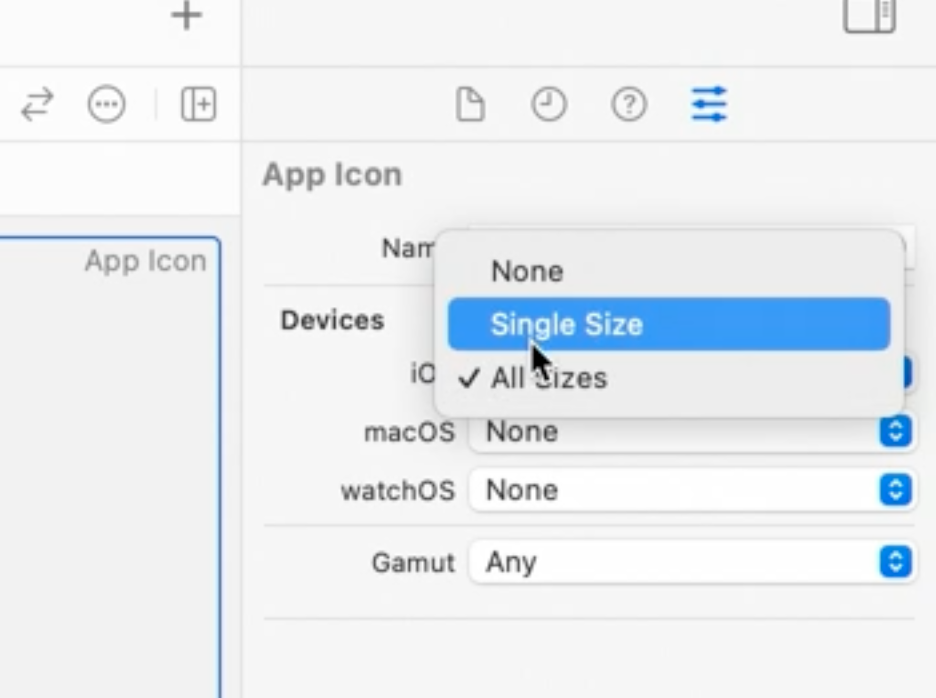 App Icon
App Icon
Nam
None
Devices
Single Size
iO
All Sizes
macOS None
watchOS None
Gamut Any